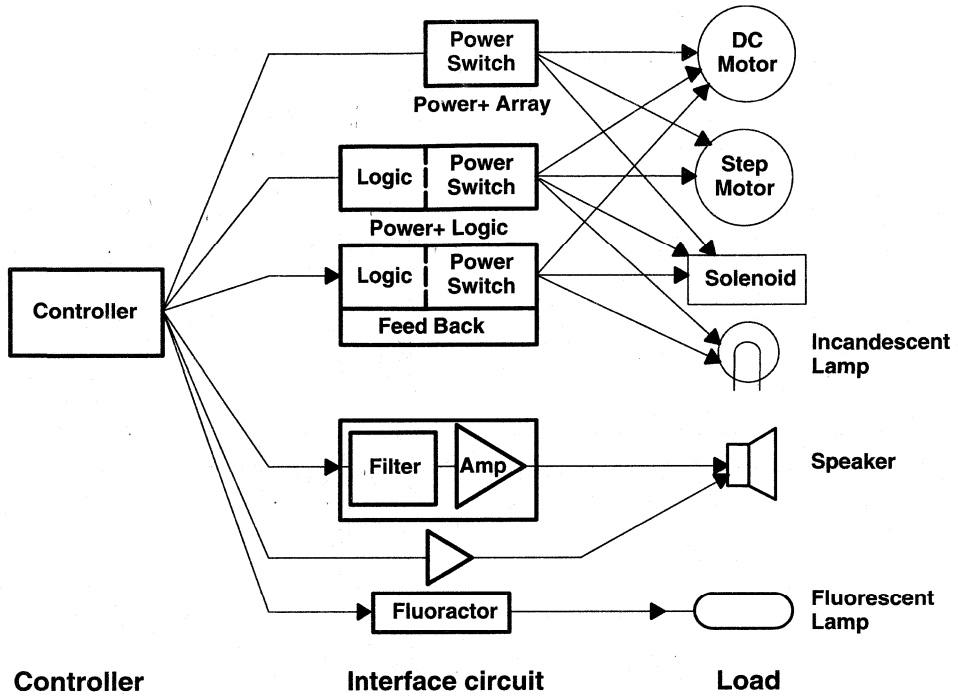 Power
Switch
DC
Motor
Power+ Array
Logic
Power
Switch
Step
Motor
Power+ Logic
Logic
Power
Switch
Solenoid
Controller
Feed Back
Incandescent
Lamp
Filter
Amp
Speaker
Fluoractor
Fluorescent
Lamp
Controller
Interface circuit
Load